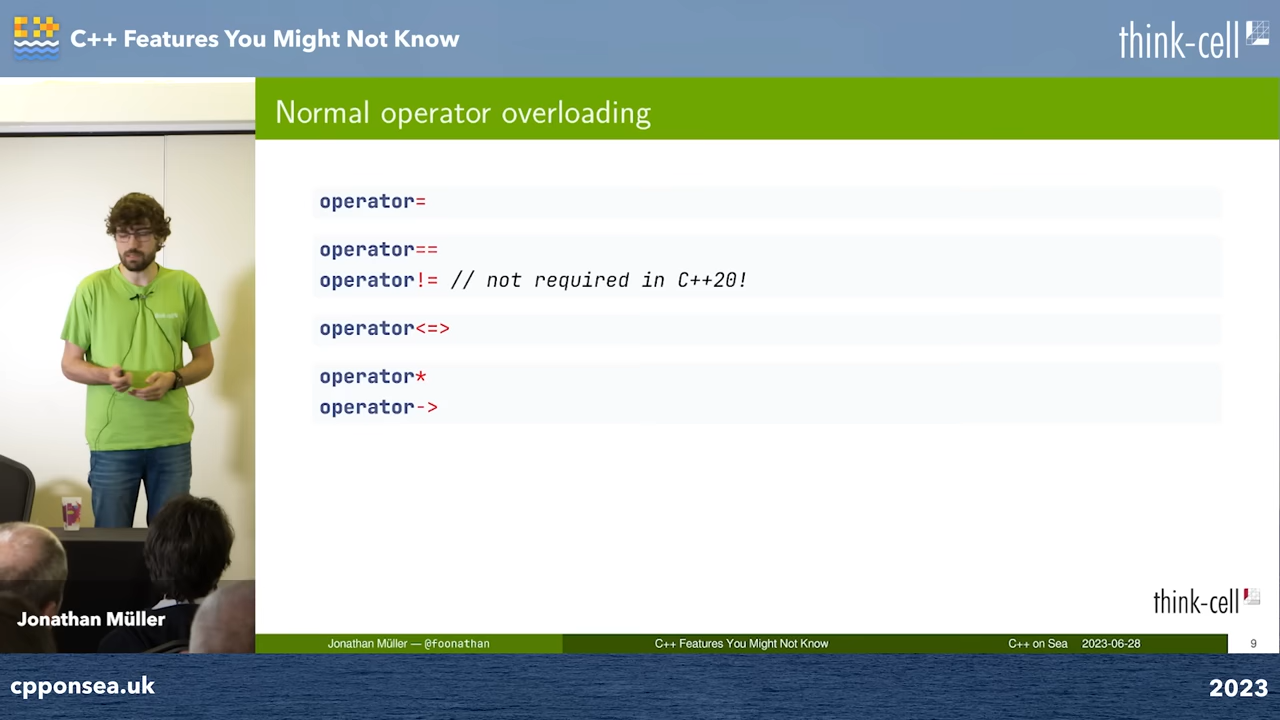 C++
C++ Features You Might Not Know
think-cell
Normal operator overloading
operator=
operator==
operator!= // not required in C++20!
operator<=>
operator*
operator->
think-cell
think-cell
Jonathan Müller
Jonathan Müller — @foonathan
C++ Features You Might Not Know
C++ on Sea 2023-06-28
9
cpponsea.uk
2023